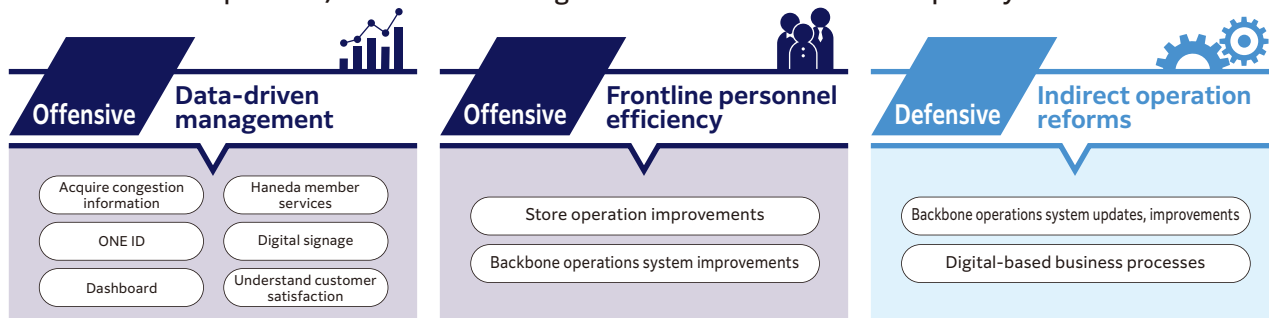 Offensive
Data-driven
management
Acquire congestion
information
Haneda member
services
ONE ID
Digital signage
Dashboard
Understand customer
satisfaction
Offensive
Frontline personnel
efficiency
Store operation improvements
Backbone operations system improvements
Defensive
Indirect operation
reforms
Backbone operations system updates, improvements
Digital-based business processes